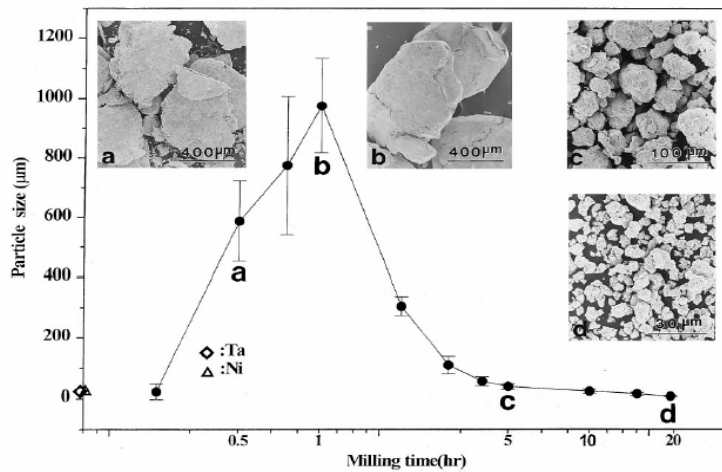 1200
1000
800
600
400
200
0
Particle size (µm)
a
400µm
b
400µm
c
100µm
d
30µm
b
a
◇ :Ta
△ :Ni
c
d
0.5
1
5
10
20
Milling time(hr)